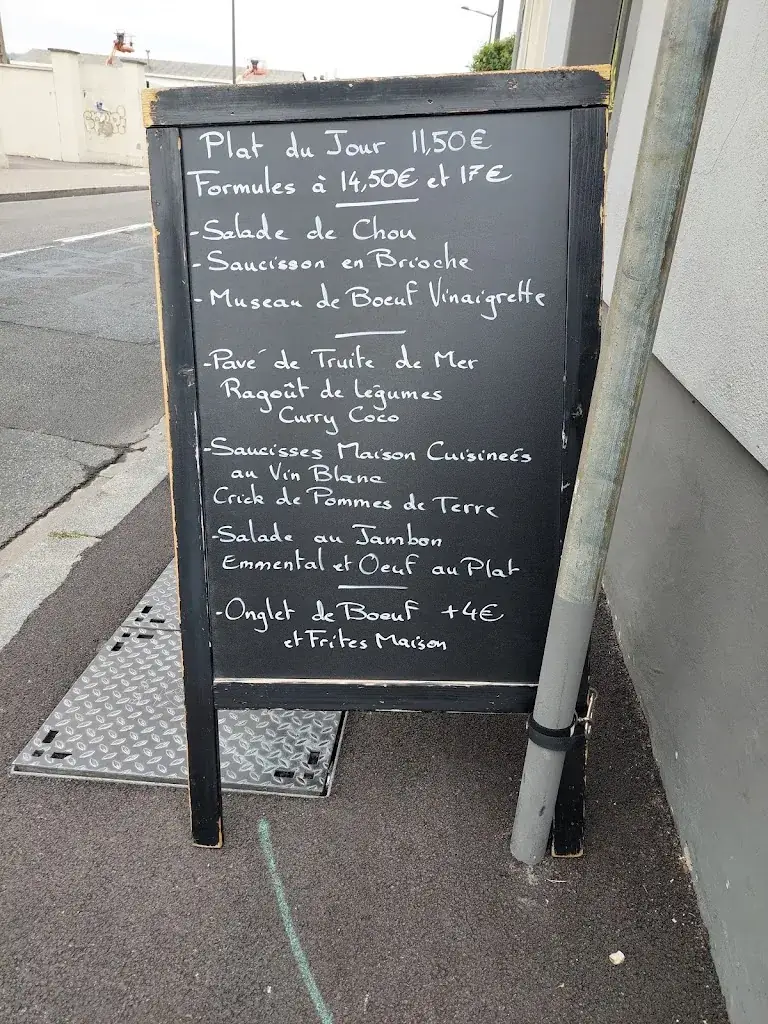 Plat du Jour 11,50€
Formules à 14,50€ et 17€
- Salade de Chou
- Saucisson en Brioche
- Museau de Boeuf Vinaigrette
- Pavé de Truite de Mer
Ragoût de légumes
Curry Coco
- Saucisses Maison Cuisineés
au Vin Blanc
Crick de Pommes de Terre
- Salade au Jambon
Emmental et Oeuf au Plat
- Onglet de Boeuf +4€
et Frites Maison